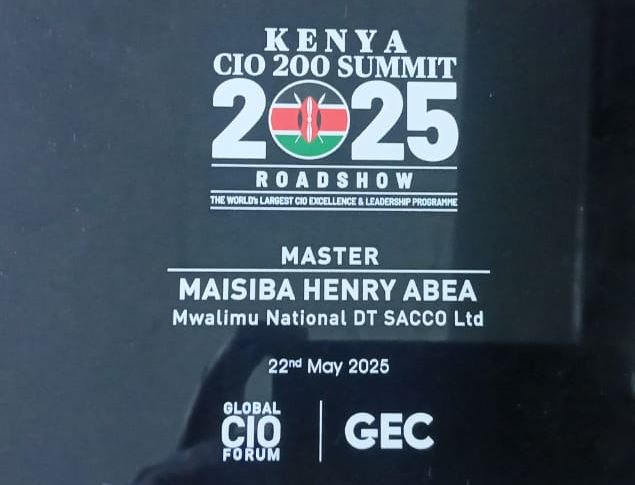 KENYA
CIO 200 SUMMIT
2025
ROADSHOW
THE WORLD's LARGEST CIO EXCELLENCE & LEADERSHIP PROGRAMME
MASTER
MAISIBA HENRY ABEA
Mwalimu National DT SACCO Ltd
22nd May 2025
GLOBAL
CIO
FORUM
GEC